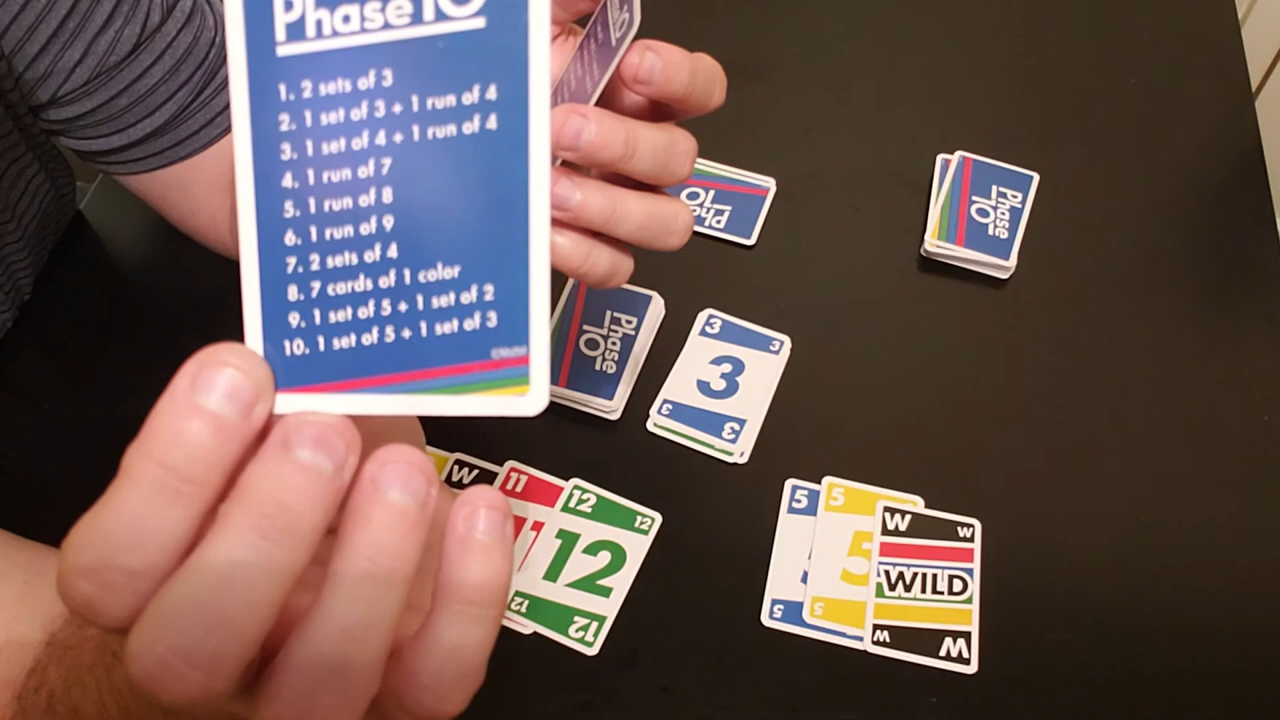 Phase 10
1. 2 sets of 3
2. 1 set of 3 + 1 run of 4
3. 1 set of 4 + 1 run of 4
4. 1 run of 7
5. 1 run of 8
6. 1 run of 9
7. 2 sets of 4
8. 7 cards of 1 color
9. 1 set of 5 + 1 set of 2
10. 1 set of 5 + 1 set of 3
Phase 10
Phase 10
Phase 10
3 3
3
3 3
W
11
11
12 12
12
12 12
5
5
5
5
5
W W
WILD
W W